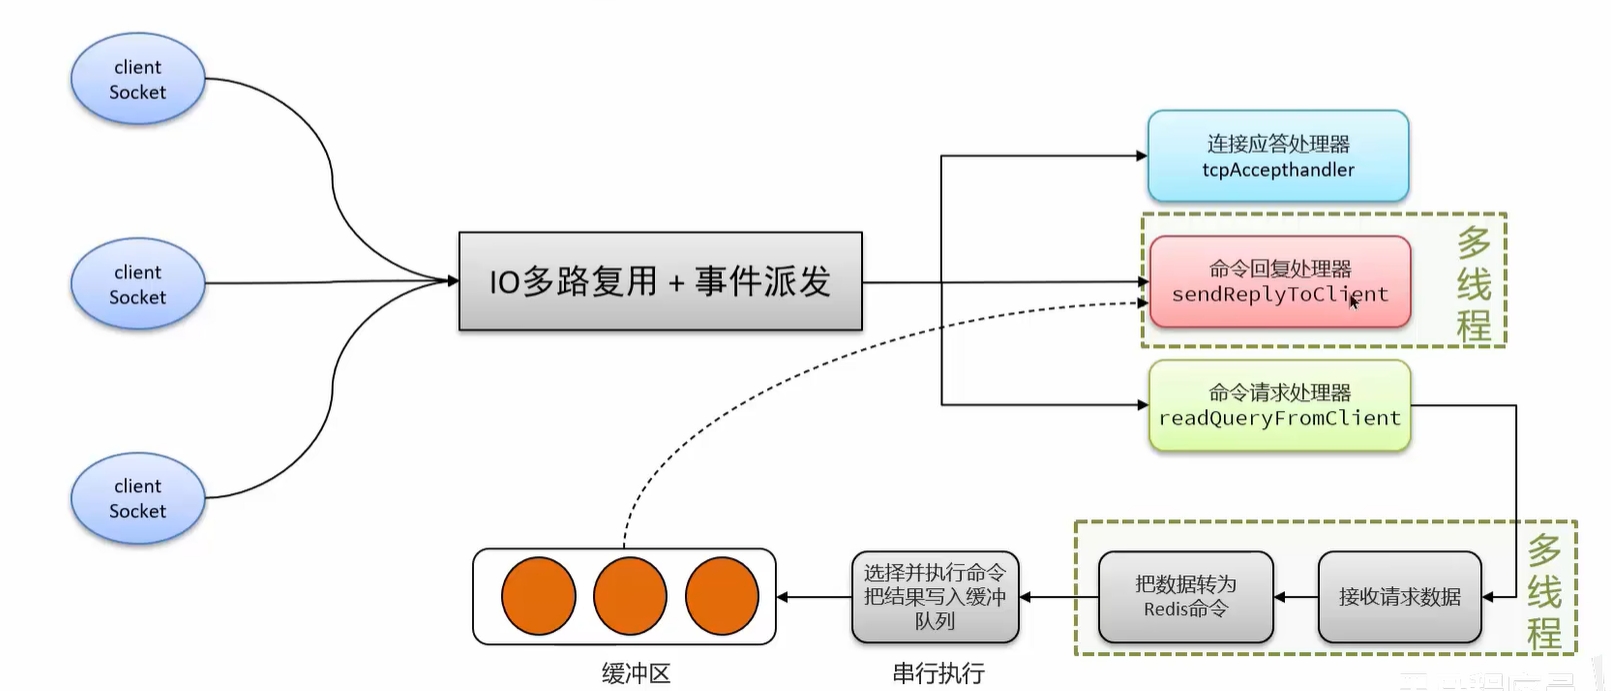 client
Socket
client
Socket
client
Socket
IO多路复用 + 事件派发
连接应答处理器
tcpAccepthandler
命令回复处理器
sendReplyToClient
多
线
程
命令请求处理器
readQueryFromClient
接收请求数据
把数据转为
Redis命令
多
线
程
选择并执行命令
把结果写入缓冲
队列
串行执行
缓冲区